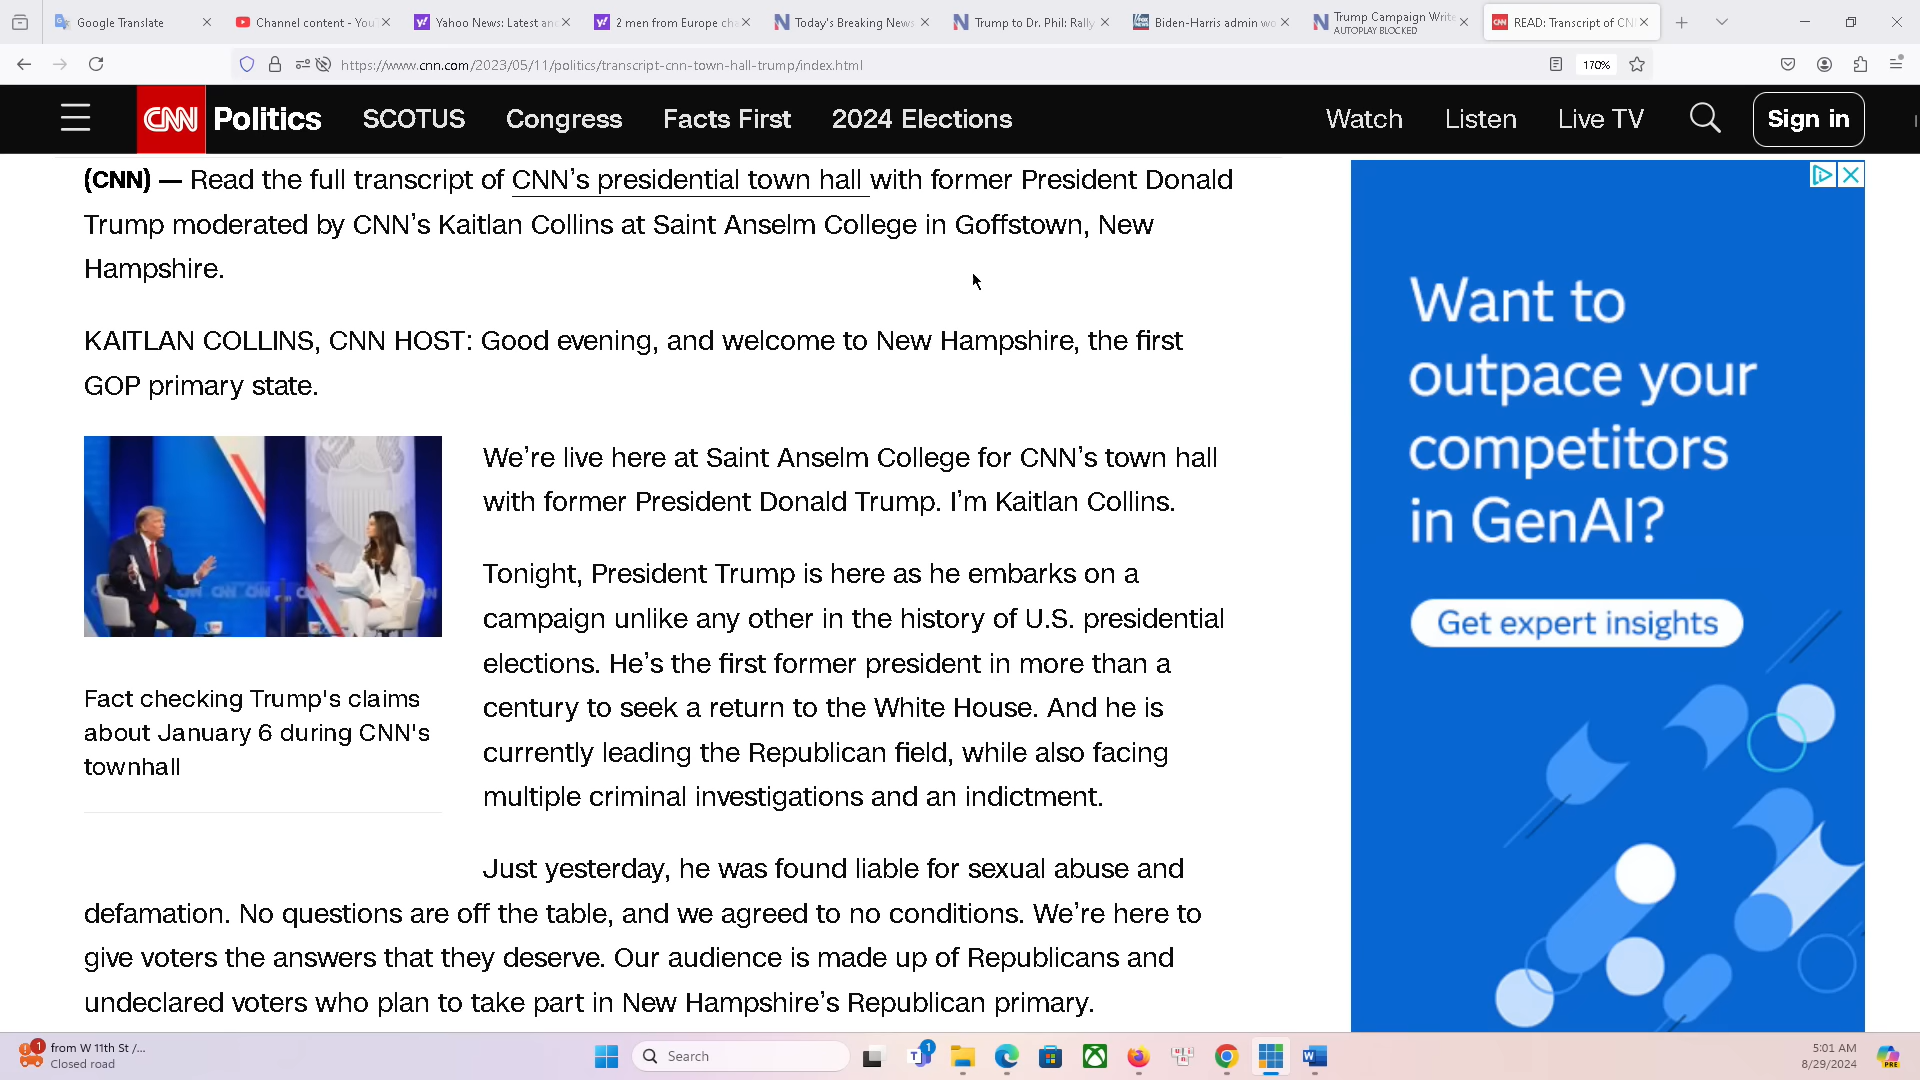 Google Translate
Channel content - You
Yahoo News: Latest an
2 men from Europe cha
Today's Breaking News
Trump to Dr. Phil: Rally
Biden-Harris admin wo
Trump Campaign Write
AUTOPLAY BLOCKED
READ: Transcript of CN
https://www.cnn.com/2023/05/11/politics/transcript-cnn-town-hall-trump/index.html
170%
CNN Politics SCOTUS Congress Facts First 2024 Elections Watch Listen Live TV Sign in
(CNN) — Read the full transcript of CNN’s presidential town hall with former President Donald
Trump moderated by CNN’s Kaitlan Collins at Saint Anselm College in Goffstown, New
Hampshire.
KAITLAN COLLINS, CNN HOST: Good evening, and welcome to New Hampshire, the first
GOP primary state.
Fact checking Trump's claims
about January 6 during CNN's
townhall
We’re live here at Saint Anselm College for CNN’s town hall
with former President Donald Trump. I’m Kaitlan Collins.
Tonight, President Trump is here as he embarks on a
campaign unlike any other in the history of U.S. presidential
elections. He’s the first former president in more than a
century to seek a return to the White House. And he is
currently leading the Republican field, while also facing
multiple criminal investigations and an indictment.
Just yesterday, he was found liable for sexual abuse and
defamation. No questions are off the table, and we agreed to no conditions. We’re here to
give voters the answers that they deserve. Our audience is made up of Republicans and
undeclared voters who plan to take part in New Hampshire’s Republican primary.
Want to
outpace your
competitors
in GenAI?
Get expert insights
1
from W 11th St /...
Closed road
Search
1
5:01 AM
8/29/2024